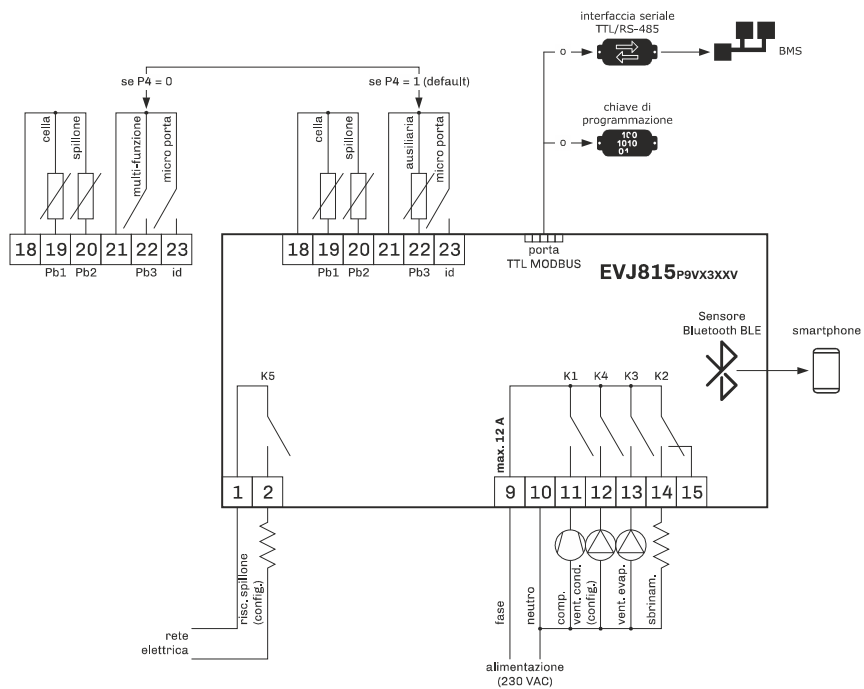 interfaccia seriale
TTL/RS-485
BMS
se P4 = 0
se P4 = 1 (default)
chiave di
programmazione
100
1010
01
cella
spillone
multi-funzione
micro porta
cella
spillone
ausiliaria
micro porta
18 19 20 21 22 23
Pb1 Pb2 Pb3 id
18 19 20 21 22 23
Pb1 Pb2 Pb3 id
porta
TTL MODBUS
EVJ815P9VX3XXV
Sensore
Bluetooth BLE
smartphone
K5
K1 K4 K3 K2
max. 12 A
1 2
9 10 11 12 13 14 15
risc. spillone
(config.)
fase
neutro
comp.
vent. cond.
(config.)
vent. evap.
sbrinam.
rete
elettrica
alimentazione
(230 VAC)